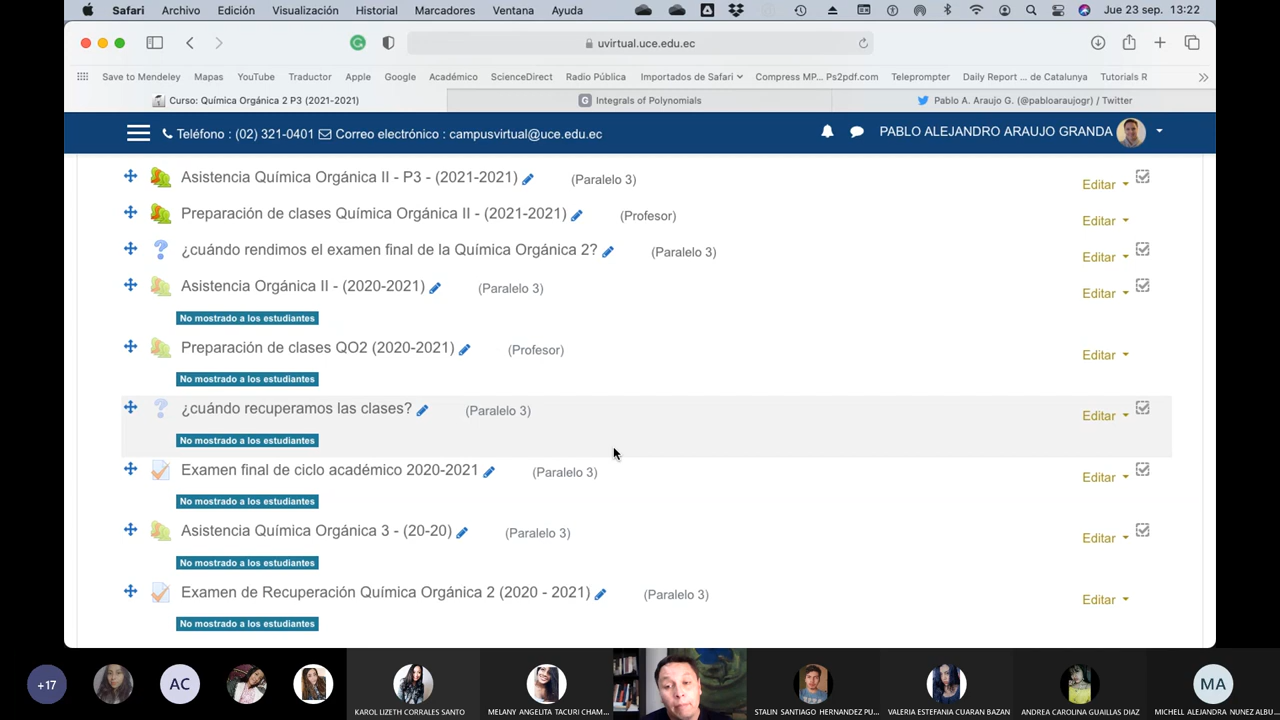 Safari Archivo Edición Visualización Historial Marcadores Ventana Ayuda Jue 23 sep. 13:22
uvirtual.uce.edu.ec
Save to Mendeley Mapas YouTube Traductor Apple Google Académico ScienceDirect Radio Pública Importados de Safari Compress MP... Ps2pdf.com Teleprompter Daily Report ... de Catalunya Tutorials R
Curso: Química Orgánica 2 P3 (2021-2021) Integrals of Polynomials Pablo A. Araujo G. (@pabloaraujogr) / Twitter
Teléfono : (02) 321-0401 Correo electrónico : campusvirtual@uce.edu.ec PABLO ALEJANDRO ARAUJO GRANDA
Asistencia Química Orgánica II - P3 - (2021-2021) (Paralelo 3) Editar
Preparación de clases Química Orgánica II - (2021-2021) (Profesor) Editar
¿cuándo rendimos el examen final de la Química Orgánica 2? (Paralelo 3) Editar
Asistencia Orgánica II - (2020-2021) (Paralelo 3) Editar
No mostrado a los estudiantes
Preparación de clases QO2 (2020-2021) (Profesor) Editar
No mostrado a los estudiantes
¿cuándo recuperamos las clases? (Paralelo 3) Editar
No mostrado a los estudiantes
Examen final de ciclo académico 2020-2021 (Paralelo 3) Editar
No mostrado a los estudiantes
Asistencia Química Orgánica 3 - (20-20) (Paralelo 3) Editar
No mostrado a los estudiantes
Examen de Recuperación Química Orgánica 2 (2020 - 2021) (Paralelo 3) Editar
No mostrado a los estudiantes
+17 AC MA
KAROL LIZETH CORRALES SANTO MELANY ANGELITA TACURI CHAM... STALIN SANTIAGO HERNANDEZ PU... VALERIA ESTEFANIA CUARAN BAZAN ANDREA CAROLINA GUAILLAS DIAZ MICHELL ALEJANDRA NUNEZ ALBU...